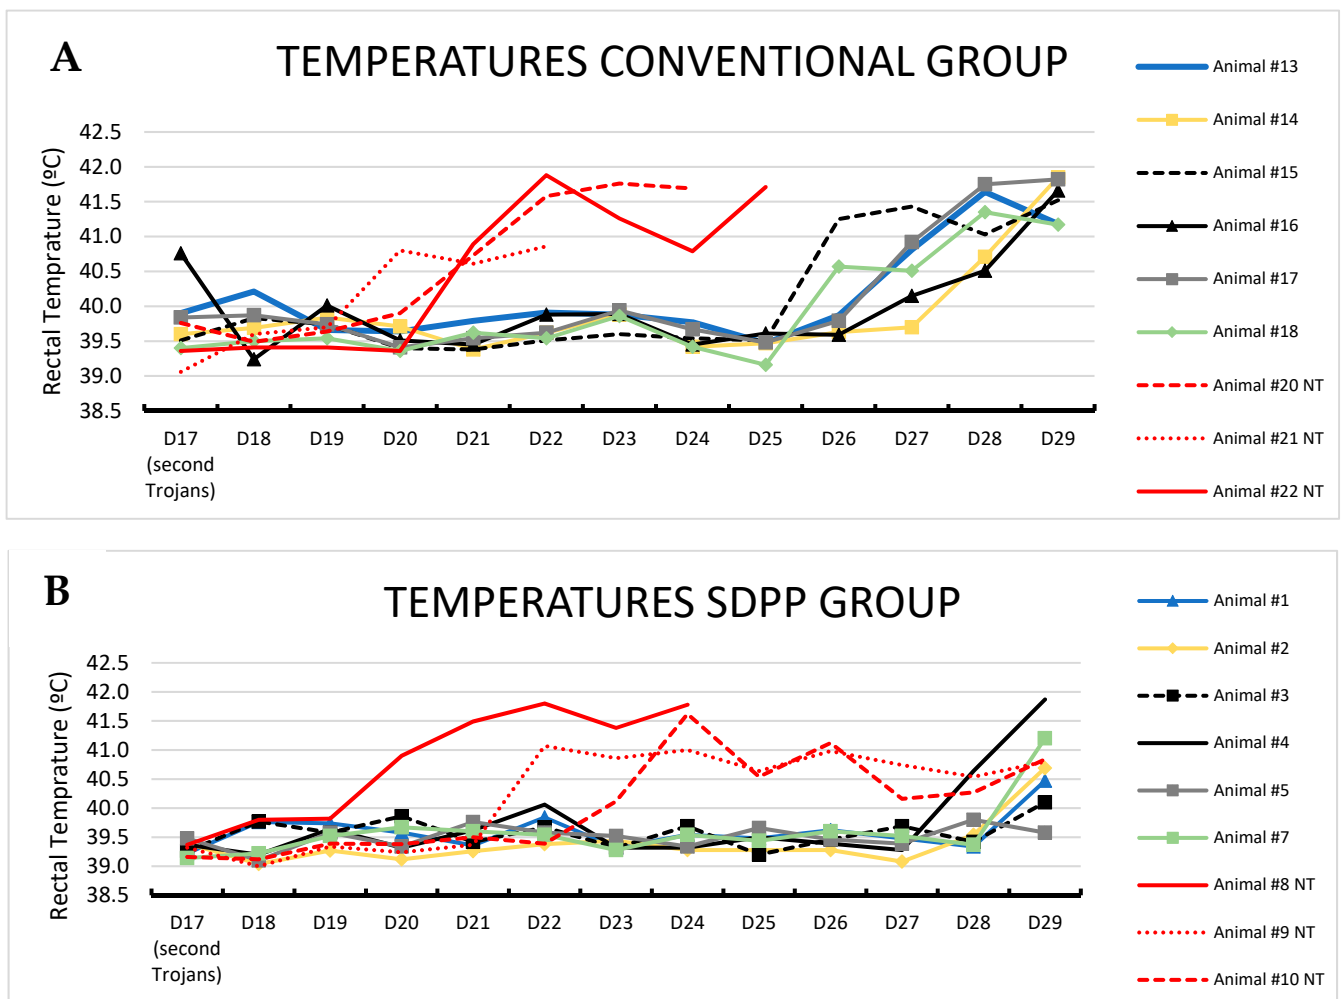 A
TEMPERATURES CONVENTIONAL GROUP
Rectal Temprature (ºC)
42.5
42.0
41.5
41.0
40.5
40.0
39.5
39.0
38.5
D17 D18 D19 D20 D21 D22 D23 D24 D25 D26 D27 D28 D29
(second
Trojans)
Animal #13
Animal #14
Animal #15
Animal #16
Animal #17
Animal #18
Animal #20 NT
Animal #21 NT
Animal #22 NT
B
TEMPERATURES SDPP GROUP
Rectal Temprature (ºC)
42.5
42.0
41.5
41.0
40.5
40.0
39.5
39.0
38.5
D17 D18 D19 D20 D21 D22 D23 D24 D25 D26 D27 D28 D29
(second
Trojans)
Animal #1
Animal #2
Animal #3
Animal #4
Animal #5
Animal #7
Animal #8 NT
Animal #9 NT
Animal #10 NT